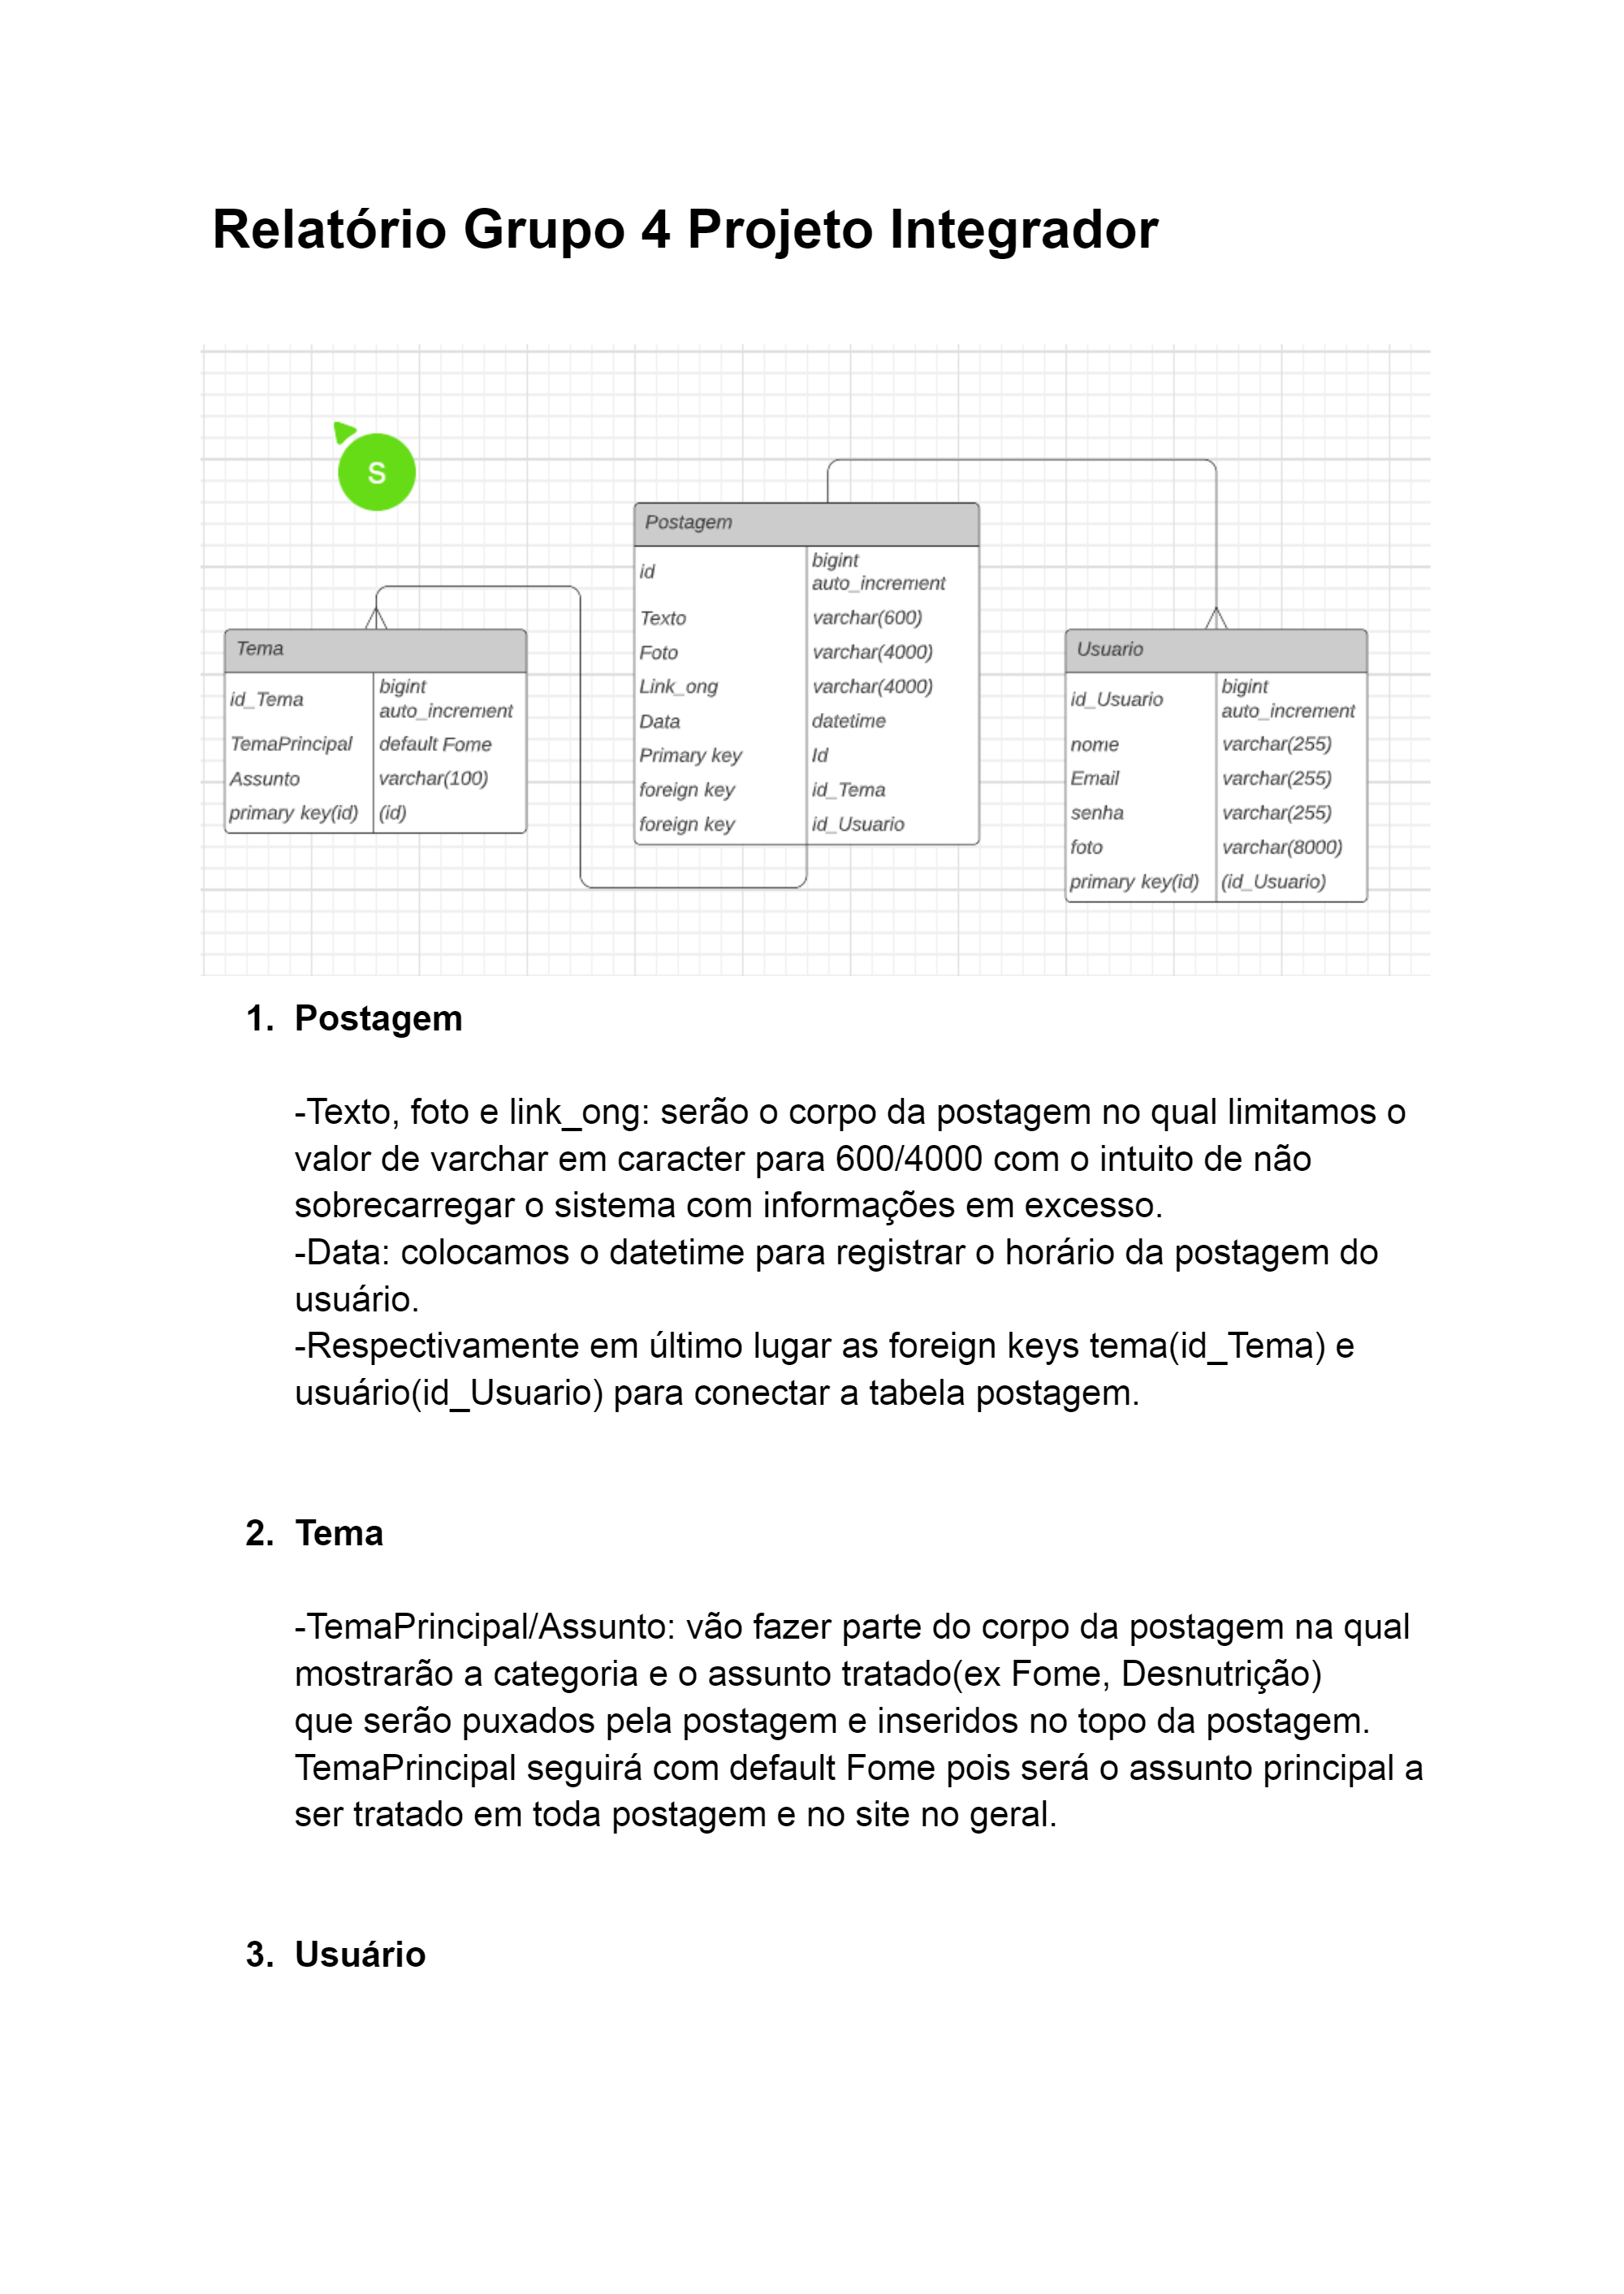 Relatório Grupo 4 Projeto Integrador
S
Tema
id_Tema bigint auto_increment
TemaPrincipal default Fome
Assunto varchar(100)
primary key(id) (id)
Postagem
id bigint auto_increment
Texto varchar(600)
Foto varchar(4000)
Link_ong varchar(4000)
Data datetime
Primary key Id
foreign key id_Tema
foreign key id_Usuario
Usuario
id_Usuario bigint auto_increment
nome varchar(255)
Email varchar(255)
senha varchar(255)
foto varchar(8000)
primary key(id) (id_Usuario)
1. Postagem
-Texto, foto e link_ong: serão o corpo da postagem no qual limitamos o
valor de varchar em caracter para 600/4000 com o intuito de não
sobrecarregar o sistema com informações em excesso.
-Data: colocamos o datetime para registrar o horário da postagem do
usuário.
-Respectivamente em último lugar as foreign keys tema(id_Tema) e
usuário(id_Usuario) para conectar a tabela postagem.
2. Tema
-TemaPrincipal/Assunto: vão fazer parte do corpo da postagem na qual
mostrarão a categoria e o assunto tratado(ex Fome, Desnutrição)
que serão puxados pela postagem e inseridos no topo da postagem.
TemaPrincipal seguirá com default Fome pois será o assunto principal a
ser tratado em toda postagem e no site no geral.
3. Usuário